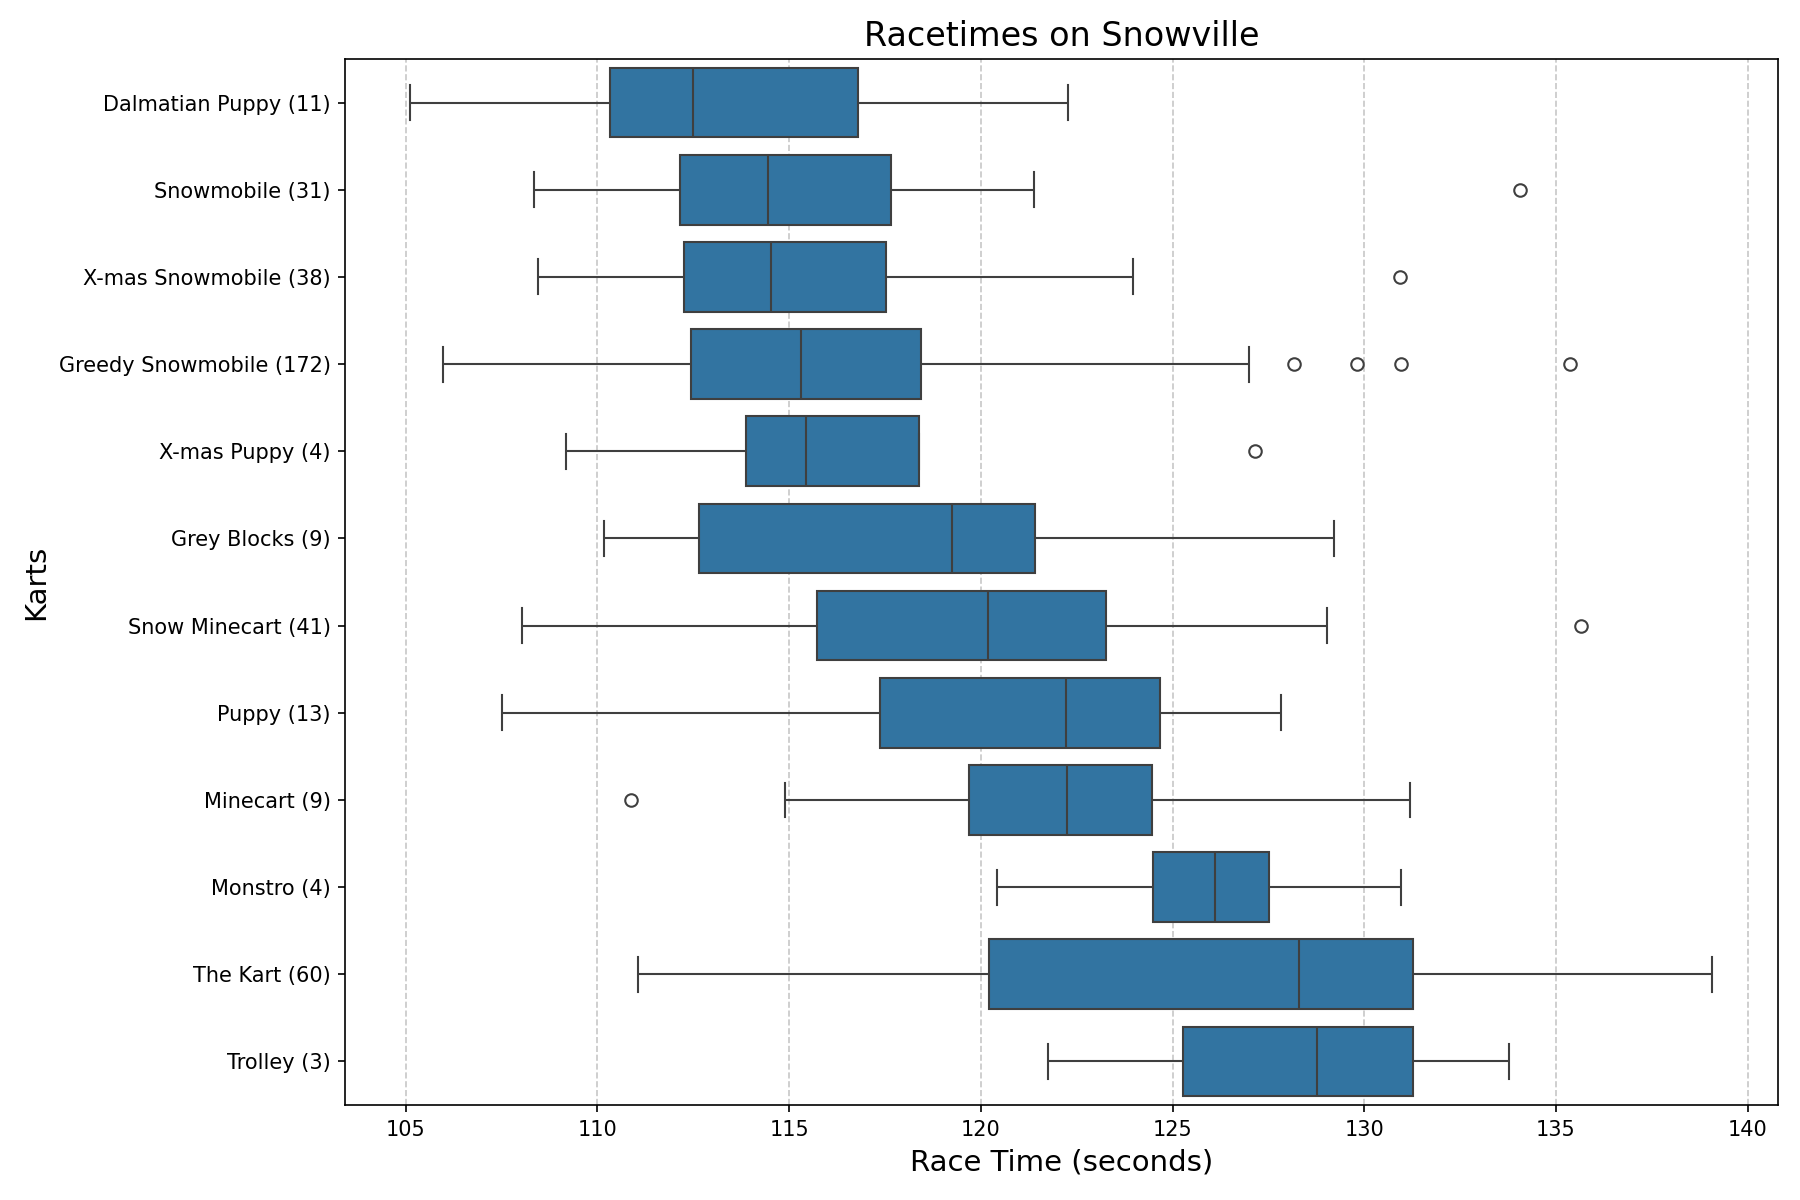 Racetimes on Snowville
Dalmatian Puppy (11)
Snowmobile (31)
X-mas Snowmobile (38)
Greedy Snowmobile (172)
X-mas Puppy (4)
Grey Blocks (9)
Snow Minecart (41)
Puppy (13)
Minecart (9)
Monstro (4)
The Kart (60)
Trolley (3)
Karts
105 110 115 120 125 130 135 140
Race Time (seconds)